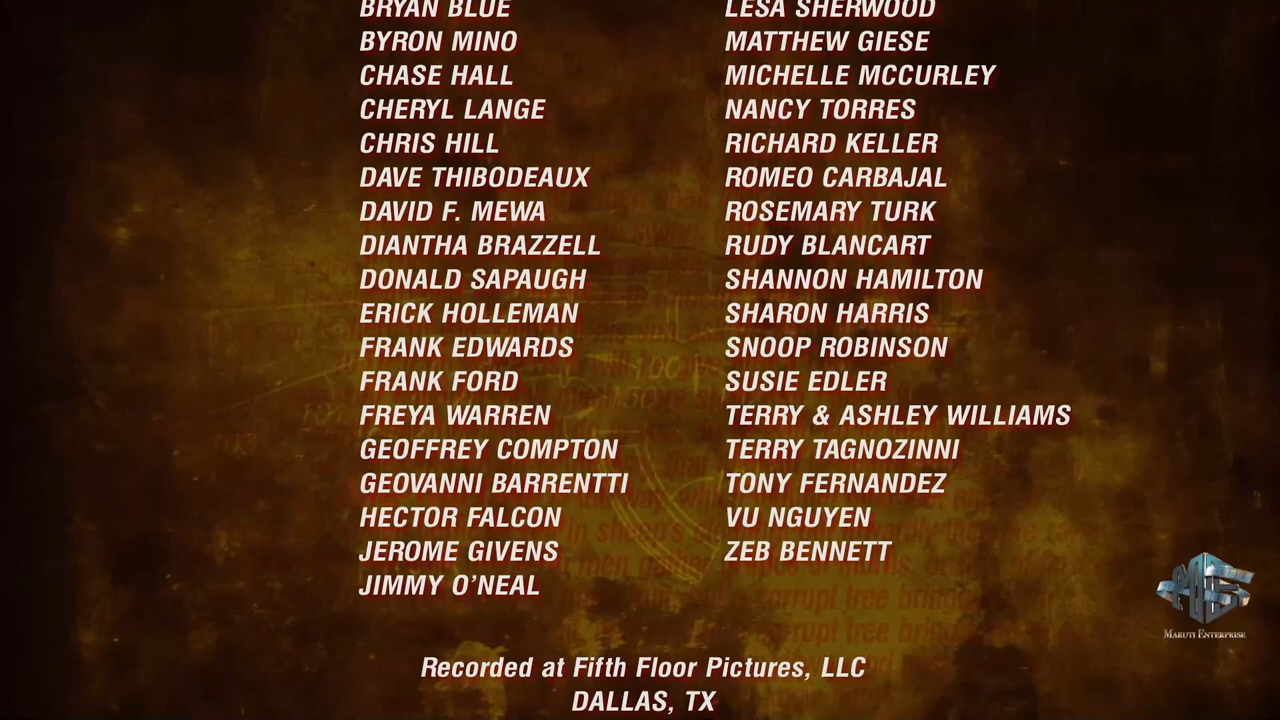 BRYAN BLUE
BYRON MINO
CHASE HALL
CHERYL LANGE
CHRIS HILL
DAVE THIBODEAUX
DAVID F. MEWA
DIANTHA BRAZZELL
DONALD SAPAUGH
ERICK HOLLEMAN
FRANK EDWARDS
FRANK FORD
FREYA WARREN
GEOFFREY COMPTON
GEOVANNI BARRENTTI
HECTOR FALCON
JEROME GIVENS
JIMMY O'NEAL
LESA SHERWOOD
MATTHEW GIESE
MICHELLE MCCURLEY
NANCY TORRES
RICHARD KELLER
ROMEO CARBAJAL
ROSEMARY TURK
RUDY BLANCART
SHANNON HAMILTON
SHARON HARRIS
SNOOP ROBINSON
SUSIE EDLER
TERRY & ASHLEY WILLIAMS
TERRY TAGNOZINNI
TONY FERNANDEZ
VU NGUYEN
ZEB BENNETT
Recorded at Fifth Floor Pictures, LLC
DALLAS, TX
MARUTI ENTERPRISE